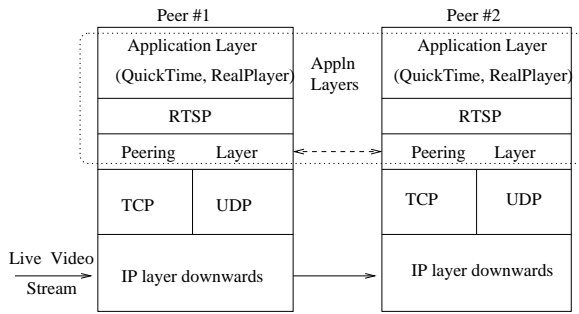 Peer #1
Peer #2
Application Layer
(QuickTime, RealPlayer)
Appln
Layers
Application Layer
(QuickTime, RealPlayer)
RTSP
RTSP
Peering Layer
Peering Layer
TCP
UDP
TCP
UDP
Live Video
Stream
IP layer downwards
IP layer downwards